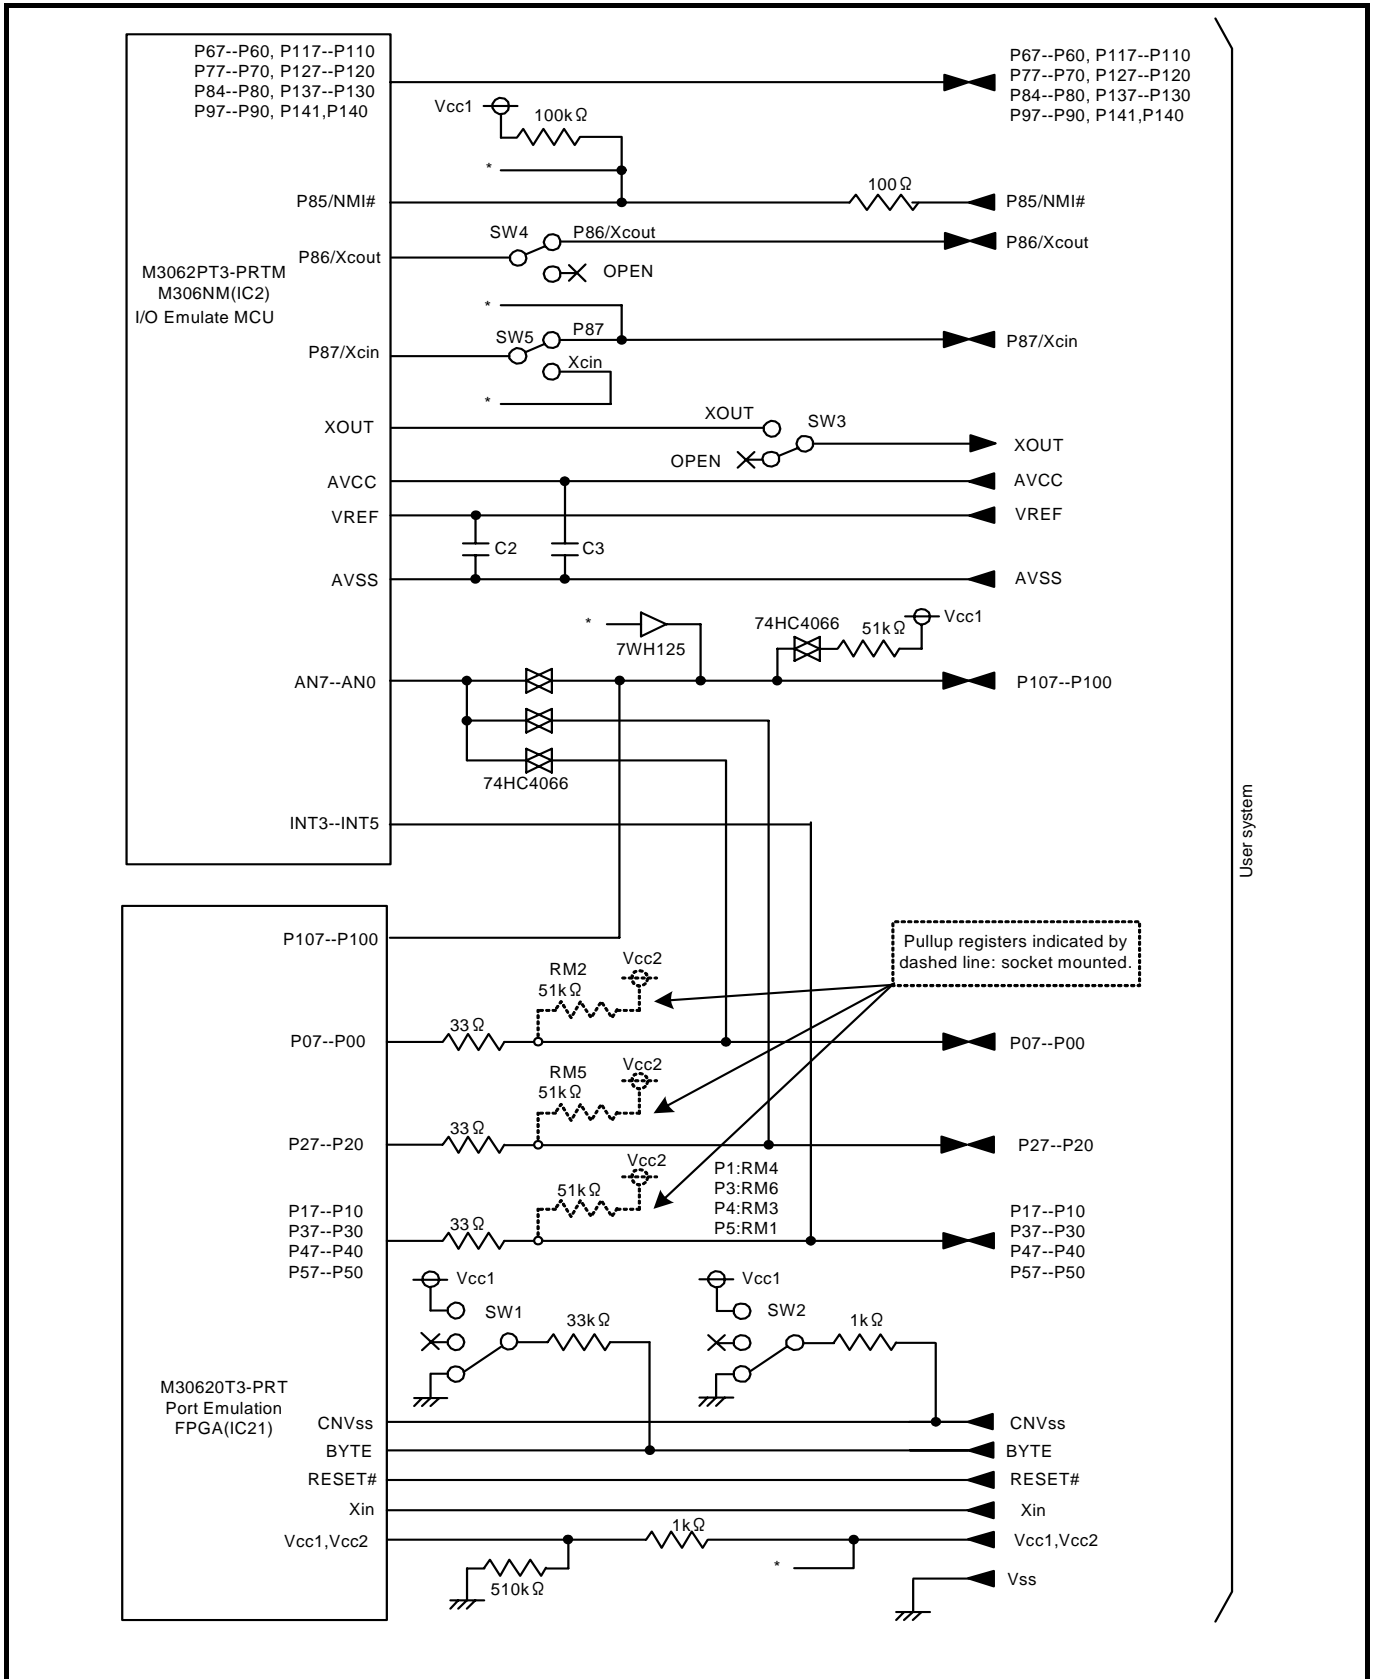 P67--P60, P117--P110
P77--P70, P127--P120
P84--P80, P137--P130
P97--P90, P141,P140
P67--P60, P117--P110
P77--P70, P127--P120
P84--P80, P137--P130
P97--P90, P141,P140
Vcc1
100kΩ
*
P85/NMI#
100Ω
P85/NMI#
SW4
P86/Xcout
P86/Xcout
P86/Xcout
OPEN
M3062PT3-PRTM
M306NM(IC2)
I/O Emulate MCU
*
P87/Xcin
SW5
P87
P87/Xcin
Xcin
*
XOUT
XOUT
SW3
XOUT
OPEN
AVCC
AVCC
VREF
VREF
C2
C3
AVSS
AVSS
*
7WH125
74HC4066
51kΩ
Vcc1
AN7--AN0
P107--P100
74HC4066
INT3--INT5
User system
P107--P100
Pullup registers indicated by
dashed line: socket mounted.
RM2
51kΩ
Vcc2
P07--P00
33Ω
P07--P00
RM5
51kΩ
Vcc2
P27--P20
33Ω
P27--P20
Vcc2
51kΩ
P1:RM4
P3:RM6
P4:RM3
P5:RM1
P17--P10
P37--P30
P47--P40
P57--P50
33Ω
P17--P10
P37--P30
P47--P40
P57--P50
Vcc1
SW1
33kΩ
Vcc1
SW2
1kΩ
M30620T3-PRT
Port Emulation
FPGA(IC21)
CNVss
CNVss
BYTE
BYTE
RESET#
RESET#
Xin
Xin
Vcc1,Vcc2
1kΩ
Vcc1,Vcc2
510kΩ
*
Vss